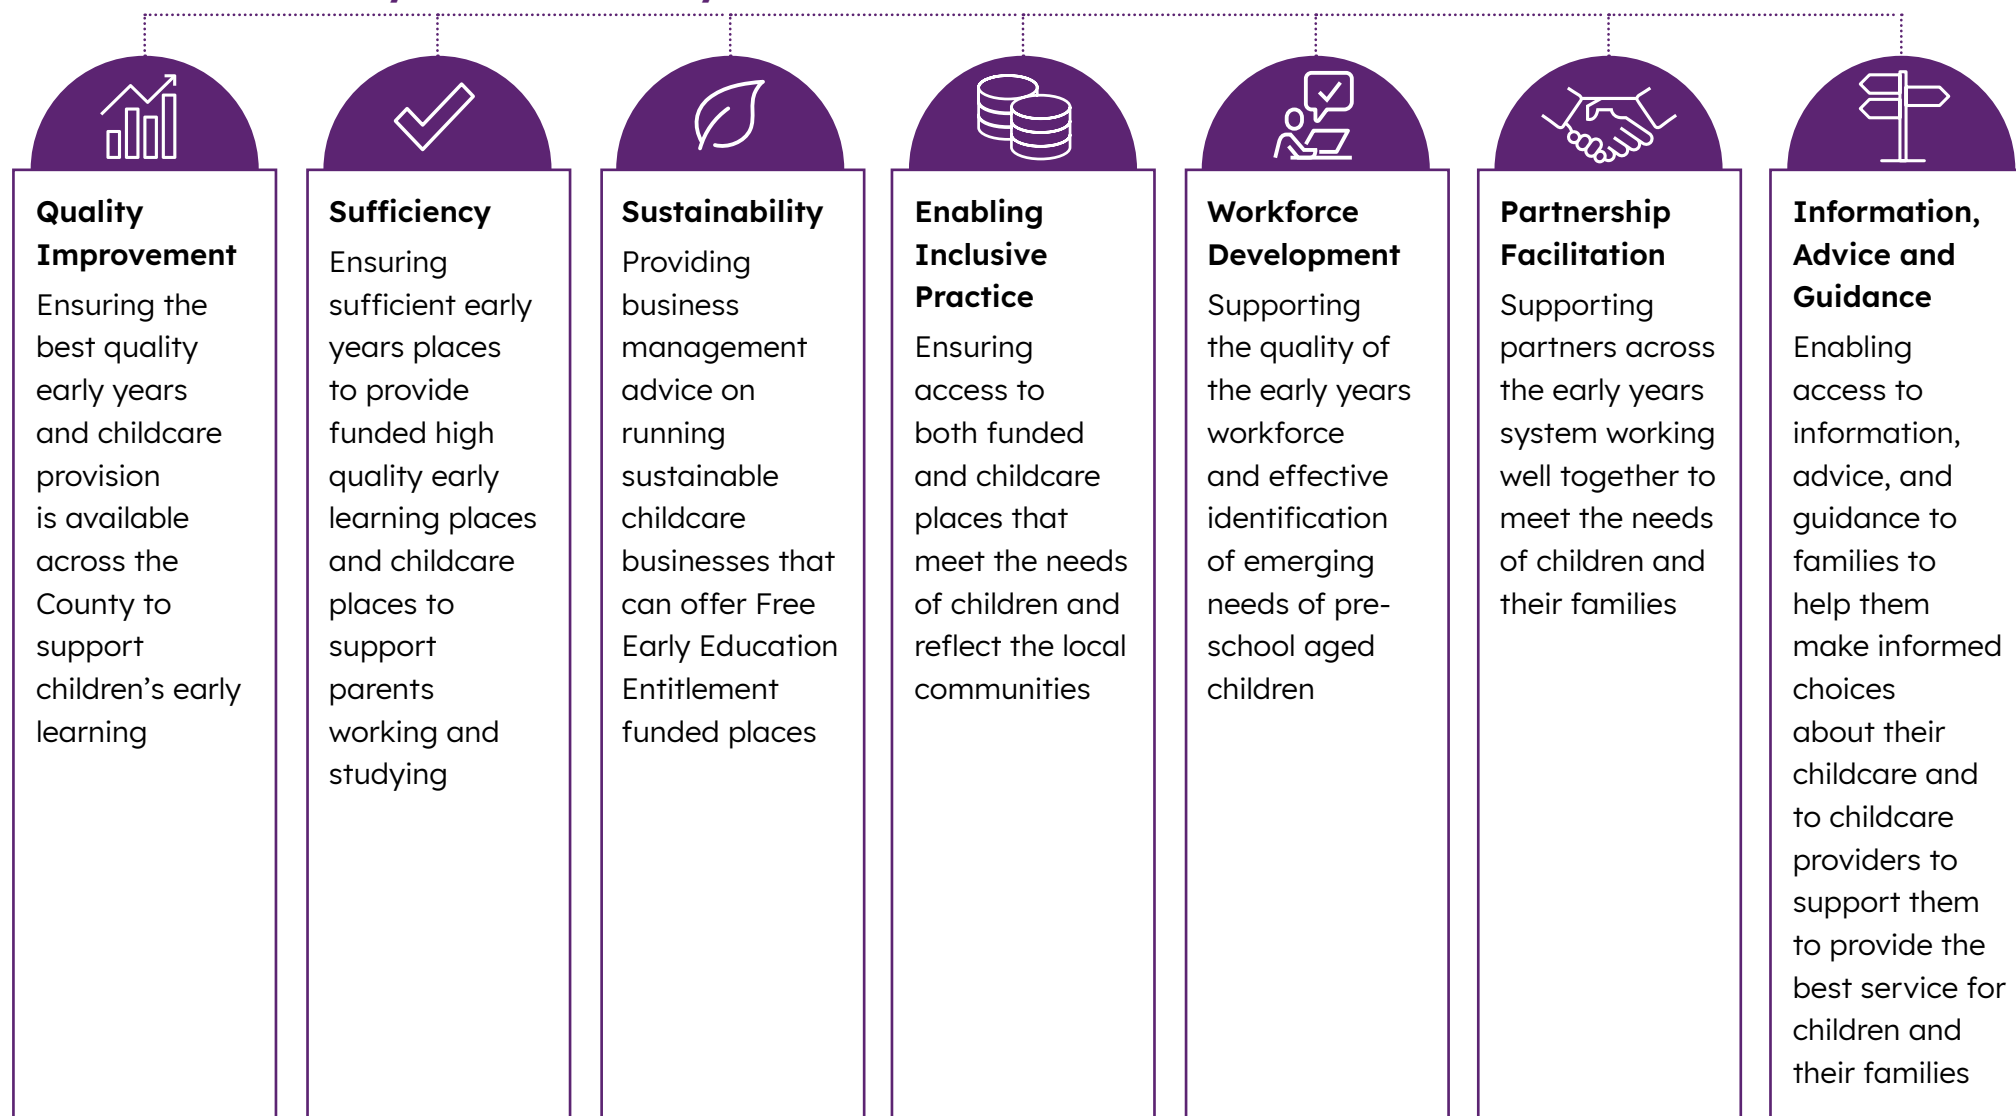 Quality
Improvement
Ensuring the
best quality
early years
and childcare
provision
is available
across the
County to
support
children’s early
learning
Sufficiency
Ensuring
sufficient early
years places
to provide
funded high
quality early
learning places
and childcare
places to
support
parents
working and
studying
Sustainability
Providing
business
management
advice on
running
sustainable
childcare
businesses that
can offer Free
Early Education
Entitlement
funded places
Enabling
Inclusive
Practice
Ensuring
access to
both funded
and childcare
places that
meet the needs
of children and
reflect the local
communities
Workforce
Development
Supporting
the quality of
the early years
workforce
and effective
identification
of emerging
needs of pre-
school aged
children
Partnership
Facilitation
Supporting
partners across
the early years
system working
well together to
meet the needs
of children and
their families
Information,
Advice and
Guidance
Enabling
access to
information,
advice, and
guidance to
families to
help them
make informed
choices
about their
childcare and
to childcare
providers to
support them
to provide the
best service for
children and
their families